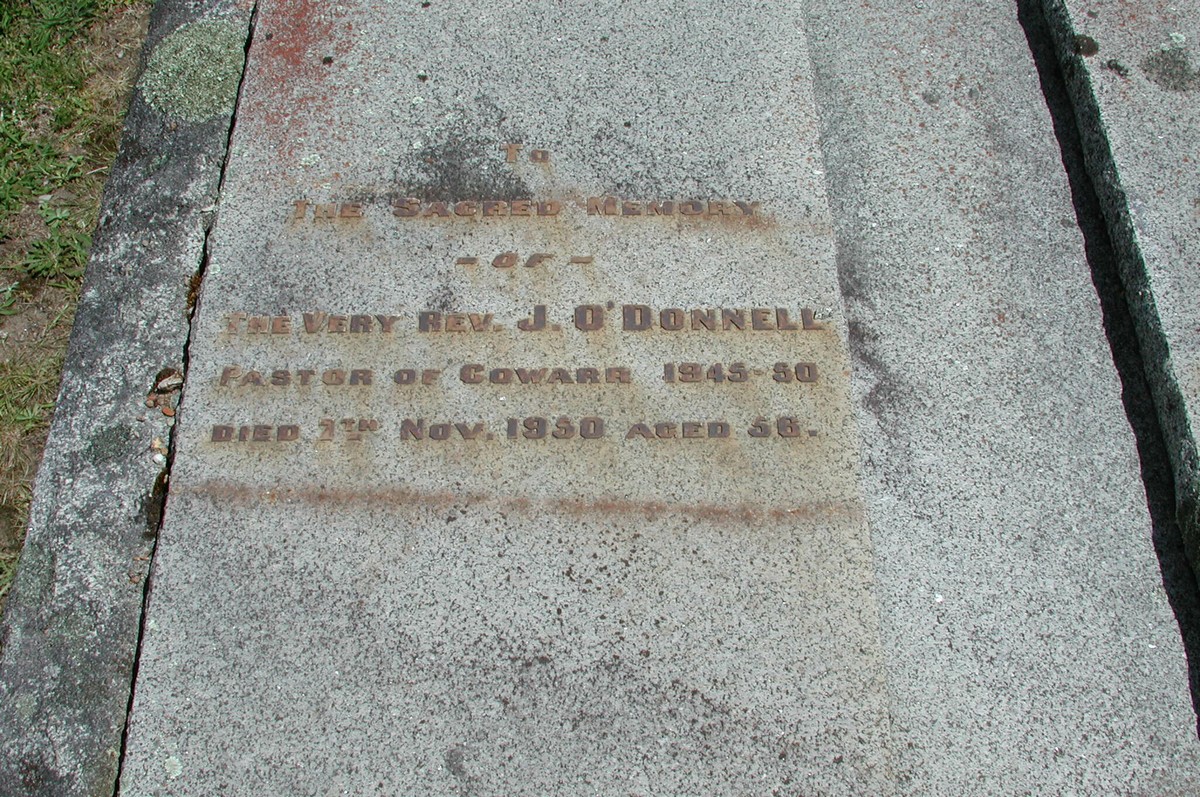 To
The Sacred Memory
- of -
The Very Rev. J. O'Donnell
Pastor of Cowarr 1945-50
Died 7th Nov. 1950 aged 56.